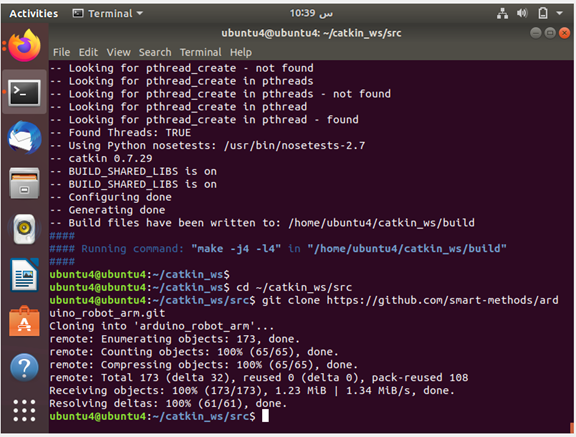 Activities Terminal 10:39 س
ubuntu4@ubuntu4: ~/catkin_ws/src
File Edit View Search Terminal Help
-- Looking for pthread_create - not found
-- Looking for pthread_create in pthreads
-- Looking for pthread_create in pthreads - not found
-- Looking for pthread_create in pthread
-- Looking for pthread_create in pthread - found
-- Found Threads: TRUE
-- Using Python nosetests: /usr/bin/nosetests-2.7
-- catkin 0.7.29
-- BUILD_SHARED_LIBS is on
-- BUILD_SHARED_LIBS is on
-- Configuring done
-- Generating done
-- Build files have been written to: /home/ubuntu4/catkin_ws/build
####
#### Running command: "make -j4 -l4" in "/home/ubuntu4/catkin_ws/build"
####
ubuntu4@ubuntu4:~/catkin_ws$
ubuntu4@ubuntu4:~/catkin_ws$ cd ~/catkin_ws/src
ubuntu4@ubuntu4:~/catkin_ws/src$ git clone https://github.com/smart-methods/ard
uino_robot_arm.git
Cloning into 'arduino_robot_arm'...
remote: Enumerating objects: 173, done.
remote: Counting objects: 100% (65/65), done.
remote: Compressing objects: 100% (65/65), done.
remote: Total 173 (delta 32), reused 0 (delta 0), pack-reused 108
Receiving objects: 100% (173/173), 1.23 MiB | 1.34 MiB/s, done.
Resolving deltas: 100% (61/61), done.
ubuntu4@ubuntu4:~/catkin_ws/src$